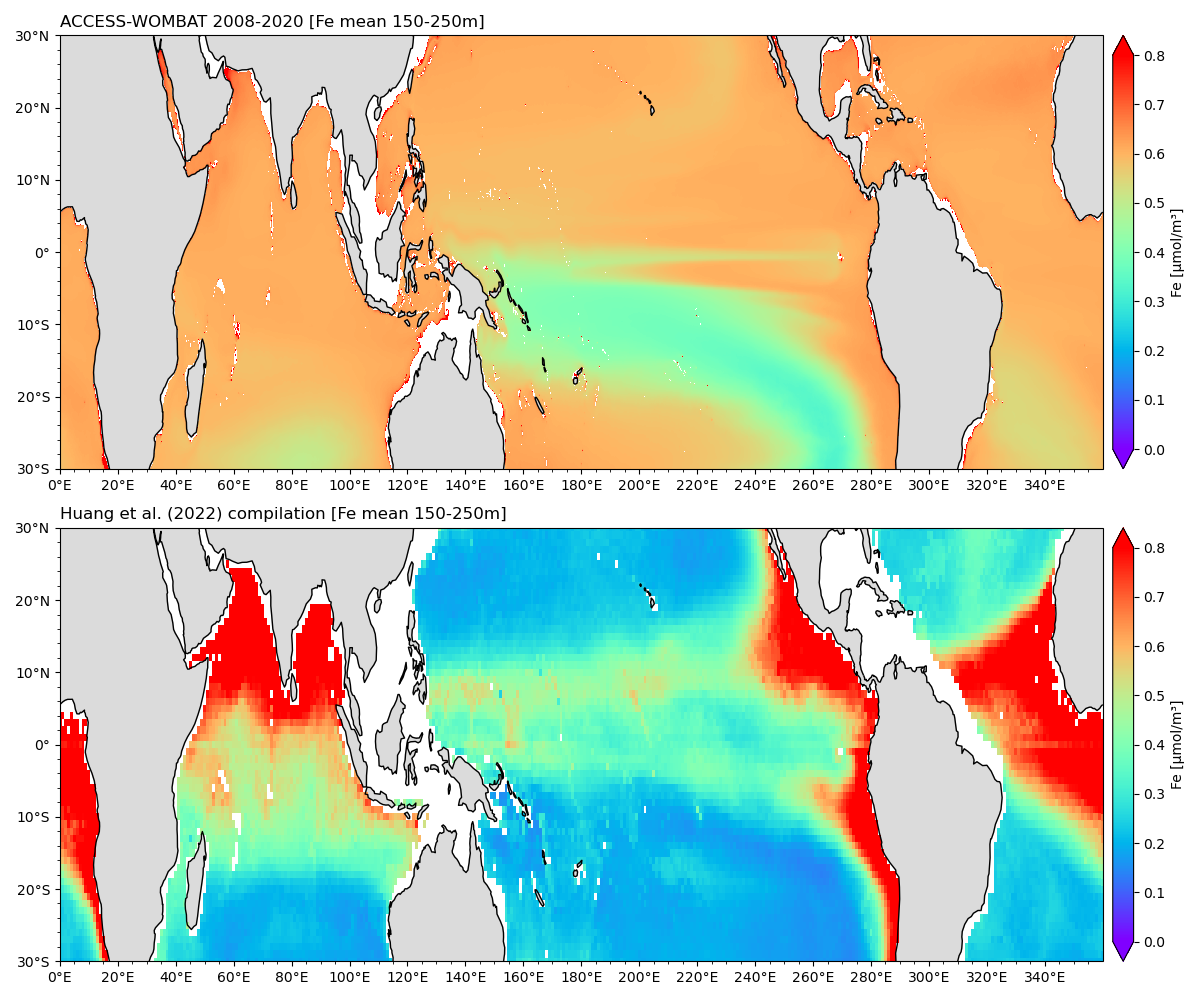 ACCESS-WOMBAT 2008-2020 [Fe mean 150-250m]
30°N
20°N
10°N
0°
10°S
20°S
30°S
0°E 20°E 40°E 60°E 80°E 100°E 120°E 140°E 160°E 180°E 200°E 220°E 240°E 260°E 280°E 300°E 320°E 340°E
0.8
0.7
0.6
0.5
0.4
0.3
0.2
0.1
0.0
Fe [μmol/m³]
Huang et al. (2022) compilation [Fe mean 150-250m]
30°N
20°N
10°N
0°
10°S
20°S
30°S
0°E 20°E 40°E 60°E 80°E 100°E 120°E 140°E 160°E 180°E 200°E 220°E 240°E 260°E 280°E 300°E 320°E 340°E
0.8
0.7
0.6
0.5
0.4
0.3
0.2
0.1
0.0
Fe [μmol/m³]